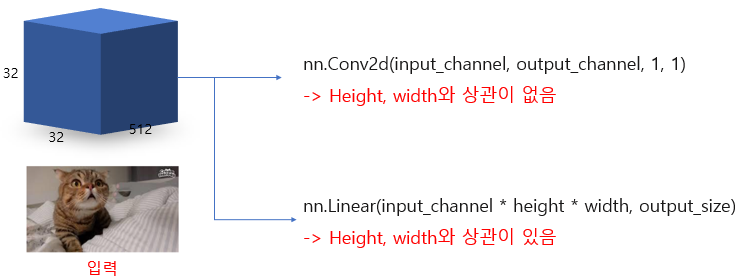 32
32
512
입력
nn.Conv2d(input_channel, output_channel, 1, 1)
-> Height, width와 상관이 없음
nn.Linear(input_channel * height * width, output_size)
-> Height, width와 상관이 있음